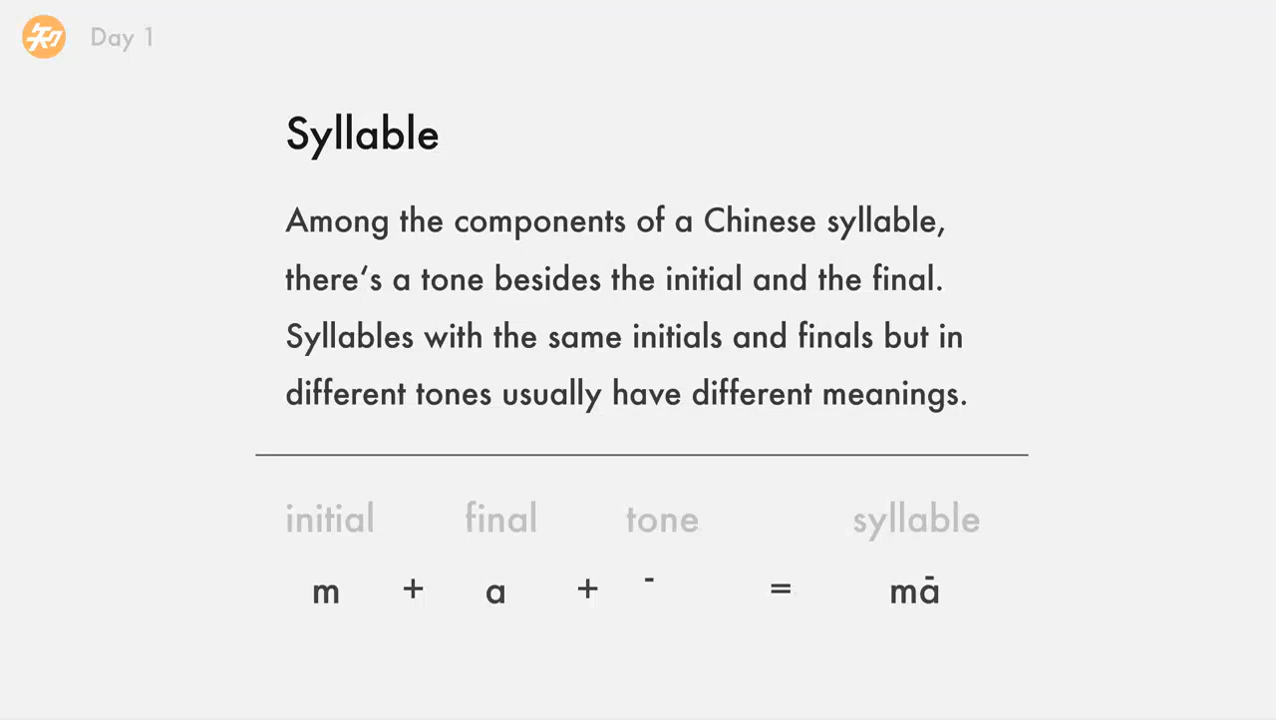 Day 1
Syllable
Among the components of a Chinese syllable,
there‘s a tone besides the initial and the final.
Syllables with the same initials and finals but in
different tones usually have different meanings.
initial final tone syllable
m + a + ˉ = mā